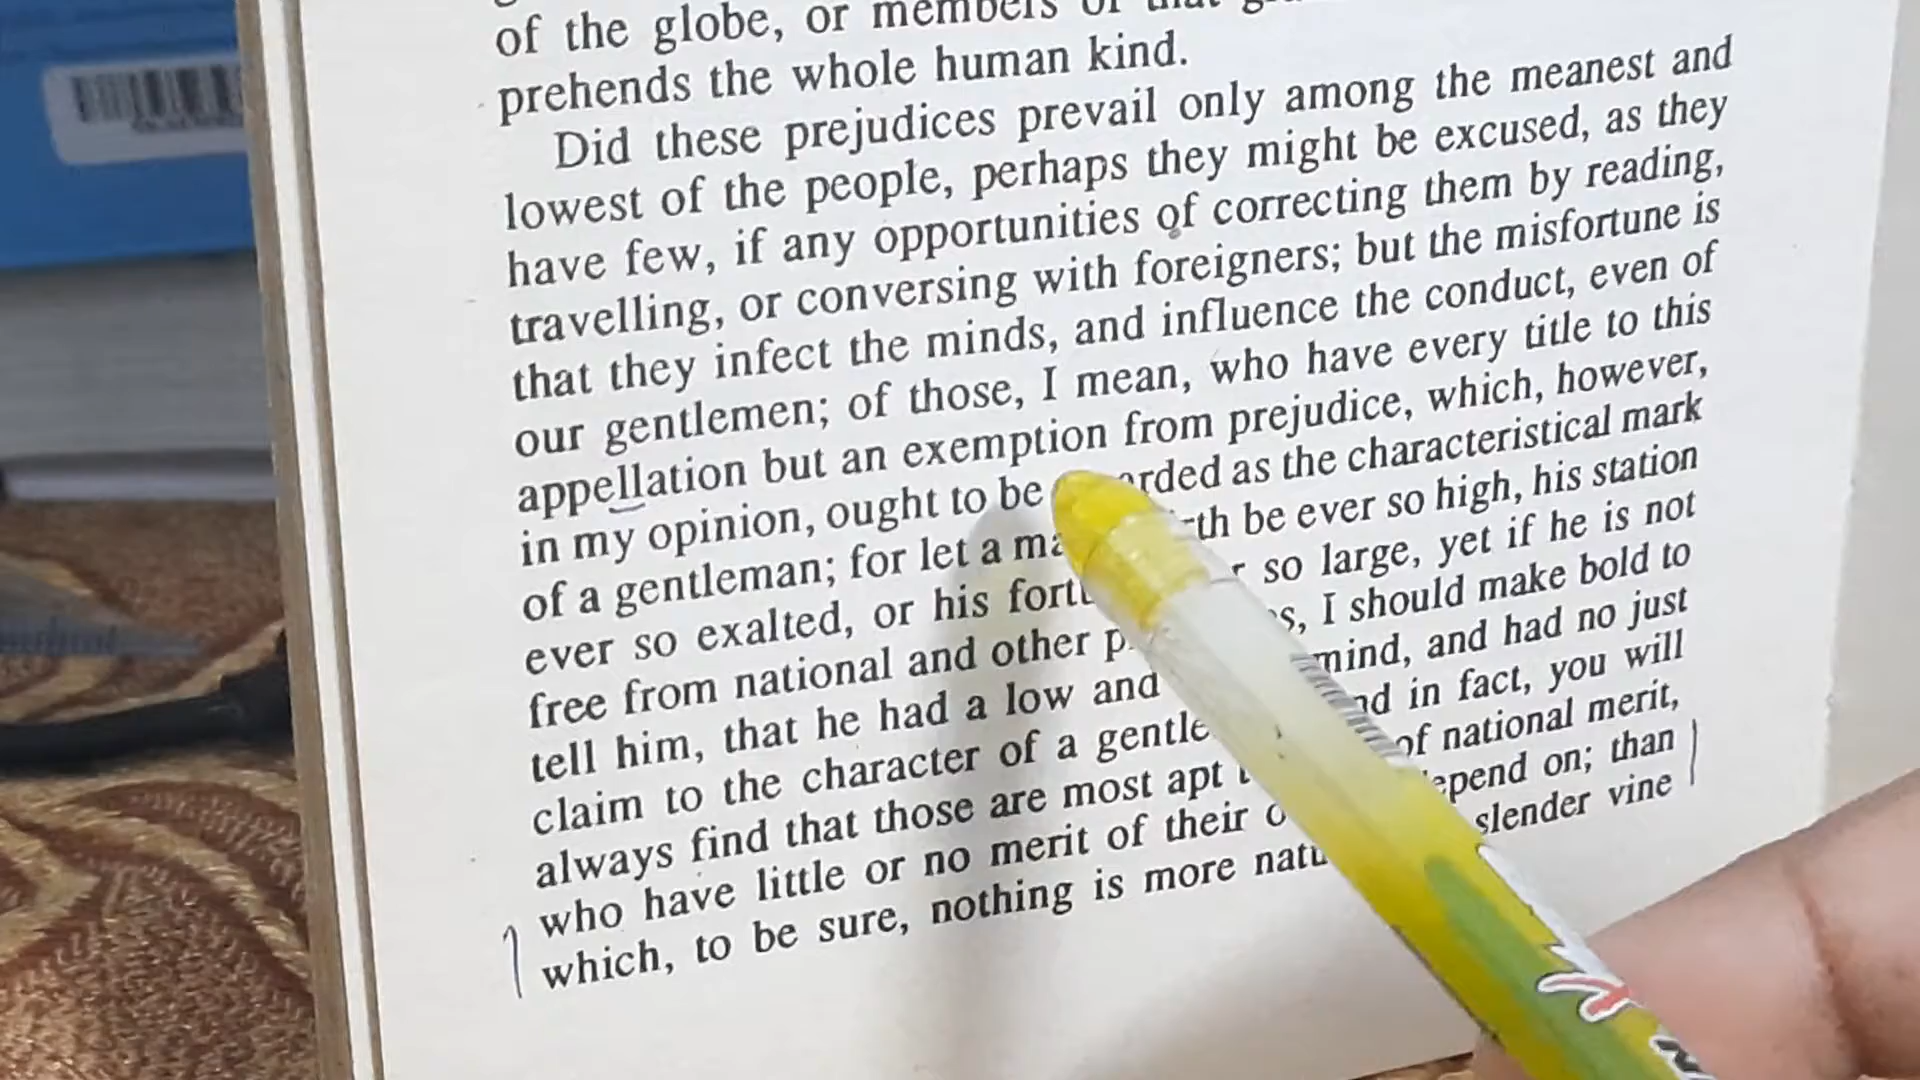 of the globe, or members of that
prehends the whole human kind.
Did these prejudices prevail only among the meanest and
lowest of the people, perhaps they might be excused, as they
have few, if any opportunities of correcting them by reading,
travelling, or conversing with foreigners; but the misfortune is
that they infect the minds, and influence the conduct, even of
our gentlemen; of those, I mean, who have every title to this
appellation but an exemption from prejudice, which, however,
in my opinion, ought to be as the characteristical mark
of a gentleman; for let a be ever so high, his station
ever so exalted, or his so large, yet if he is not
free from national and other I should make bold to
tell him, that he had a low and mind, and had no just
claim to the character of a in fact, you will
always find that those are most apt of national merit,
who have little or no merit of their on; than
which, to be sure, nothing is more slender vine